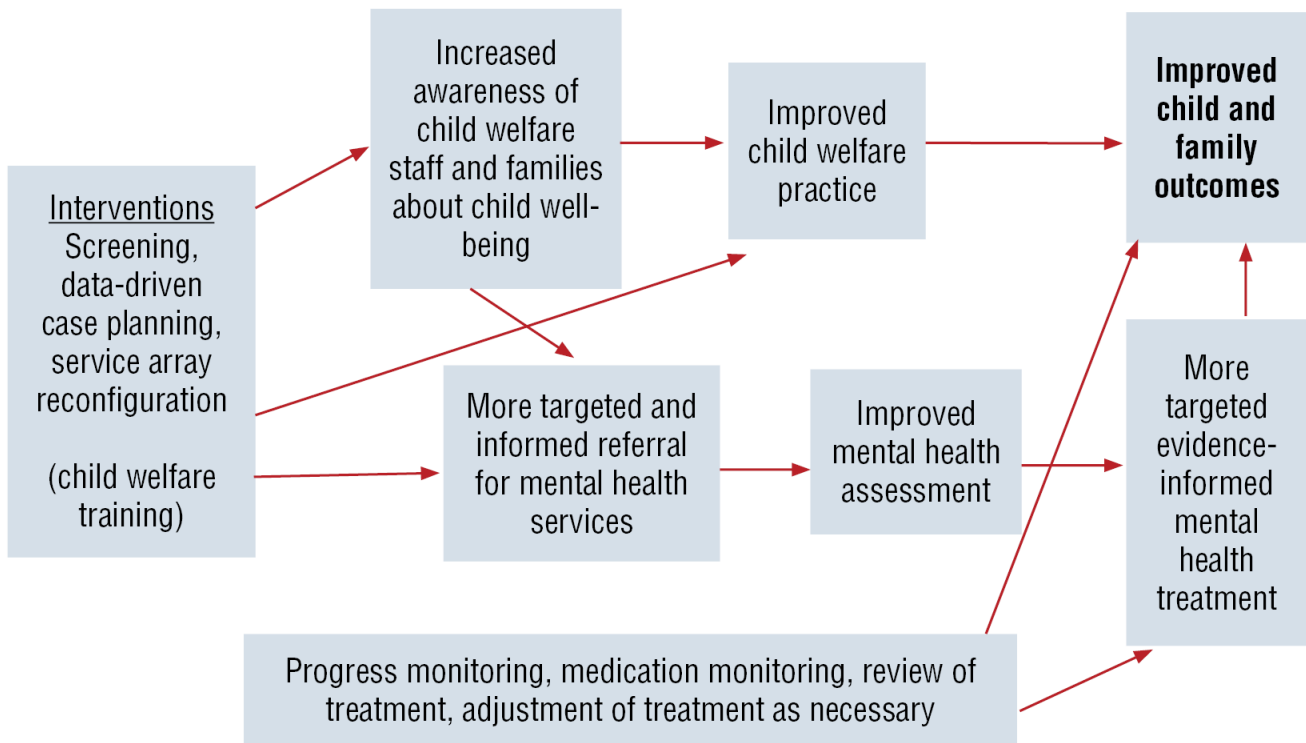 Interventions
Screening,
data-driven
case planning,
service array
reconfiguration
(child welfare
training)
Increased
awareness of
child welfare
staff and families
about child well-
being
Improved
child welfare
practice
Improved
child and
family
outcomes
More targeted and
informed referral
for mental health
services
Improved
mental health
assessment
More
targeted
evidence-
informed
mental
health
treatment
Progress monitoring, medication monitoring, review of
treatment, adjustment of treatment as necessary